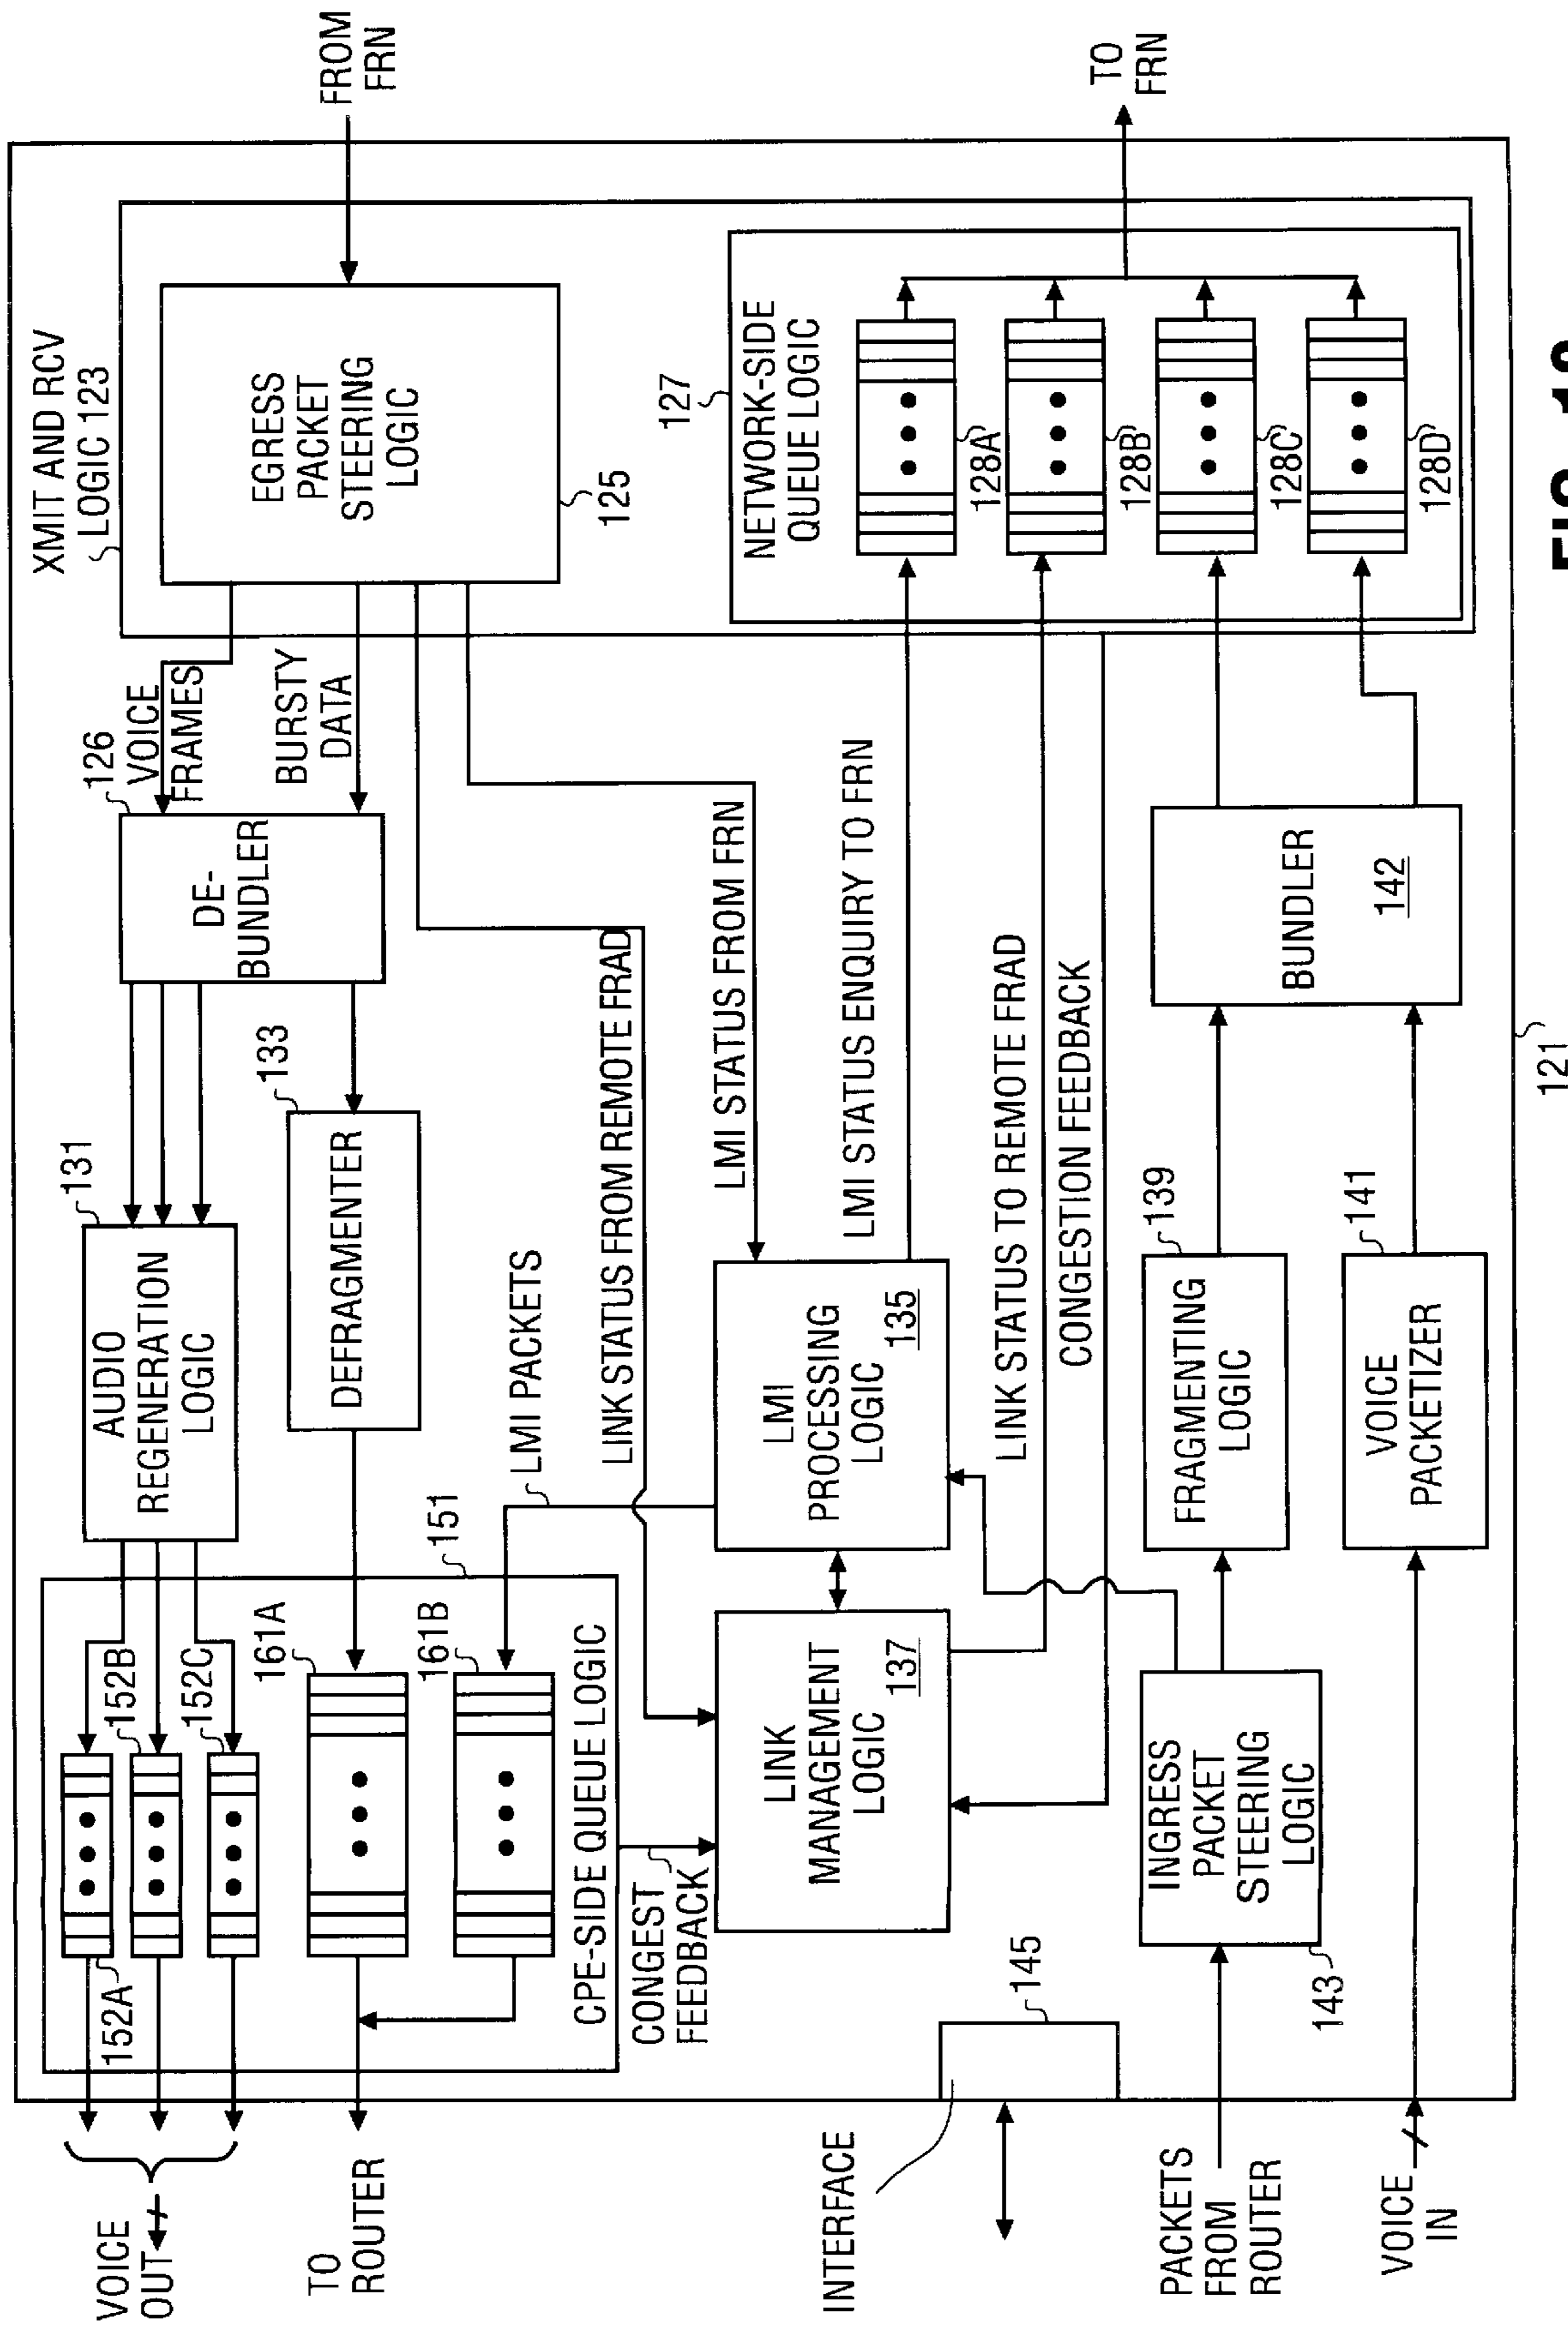 VOICE
OUT
TO
ROUTER
INTERFACE
PACKETS
FROM
ROUTER
VOICE
IN
152A
152B
152C
161A
161B
151
CPE-SIDE QUEUE LOGIC
CONGEST
FEEDBACK
145
143
INGRESS
PACKET
STEERING
LOGIC
LINK
MANAGEMENT
LOGIC
137
AUDIO
REGENERATION
LOGIC
131
DEFRAGMENTER
133
LMI PACKETS
LINK STATUS FROM REMOTE FRAD
LMI
PROCESSING
LOGIC
135
LMI STATUS FROM FRN
LMI STATUS ENQUIRY TO FRN
LINK STATUS TO REMOTE FRAD
CONGESTION FEEDBACK
FRAGMENTING
LOGIC
139
VOICE
PACKETIZER
141
121
DE-
BUNDLER
126
VOICE
FRAMES
BURSTY
DATA
BUNDLER
142
XMIT AND RCV
LOGIC 123
EGRESS
PACKET
STEERING
LOGIC
125
127
NETWORK-SIDE
QUEUE LOGIC
128A
128B
128C
128D
FROM
FRN
TO
FRN